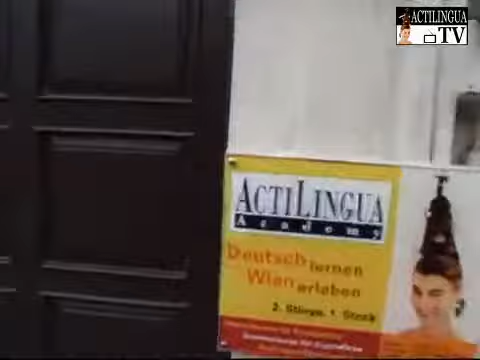 ACTILINGUA
TV
ACTILINGUA
Academy
Deutsch lernen
Wien erleben
2. Stiege, 1. Stock